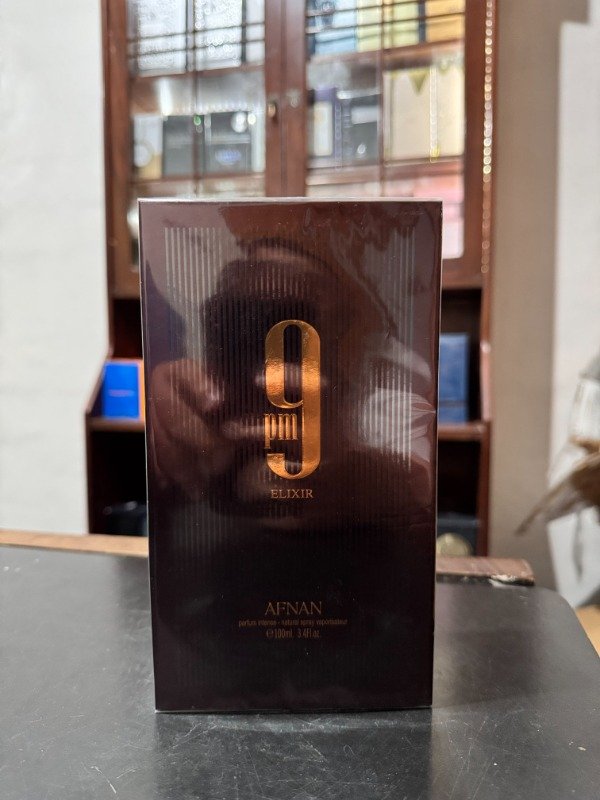 9
pm
ELIXIR
AFNAN
parfum intense - natural spray vaporisateur
℮100ml. 3.4Fl.oz.